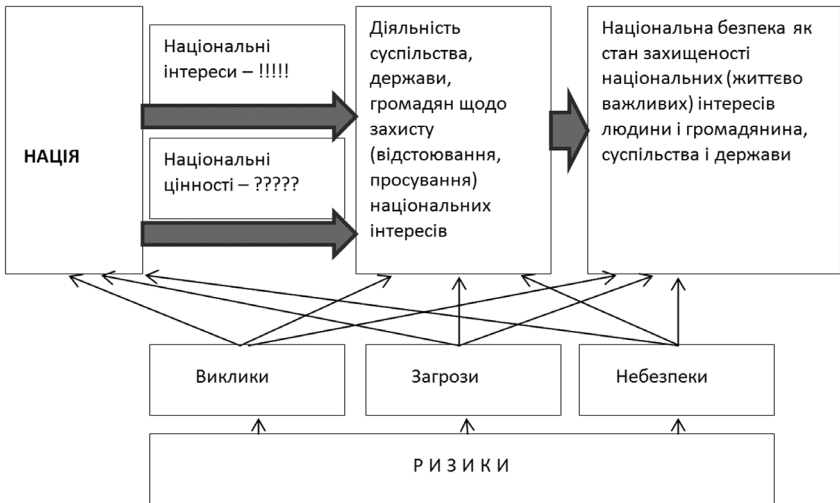 НАЦІЯ
Національні
інтереси – !!!!!
Національні
цінності – ?????
Діяльність
суспільства,
держави,
громадян щодо
захисту
(відстоювання,
просування)
національних
інтересів
Національна безпека як
стан захищеності
національних (життєво
важливих) інтересів
людини і громадянина,
суспільства і держави
Виклики
Загрози
Небезпеки
Р И З И К И